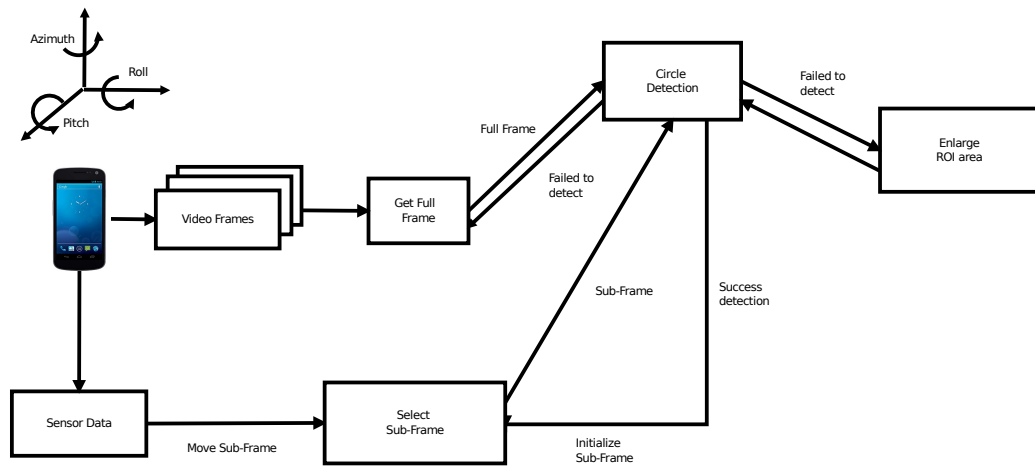 Azimuth
Roll
Pitch
Circle
Detection
Failed to
detect
Full Frame
Enlarge
ROI area
Failed to
detect
Get Full
Frame
Video Frames
Sub-Frame
Success
detection
Sensor Data
Move Sub-Frame
Select
Sub-Frame
Initialize
Sub-Frame